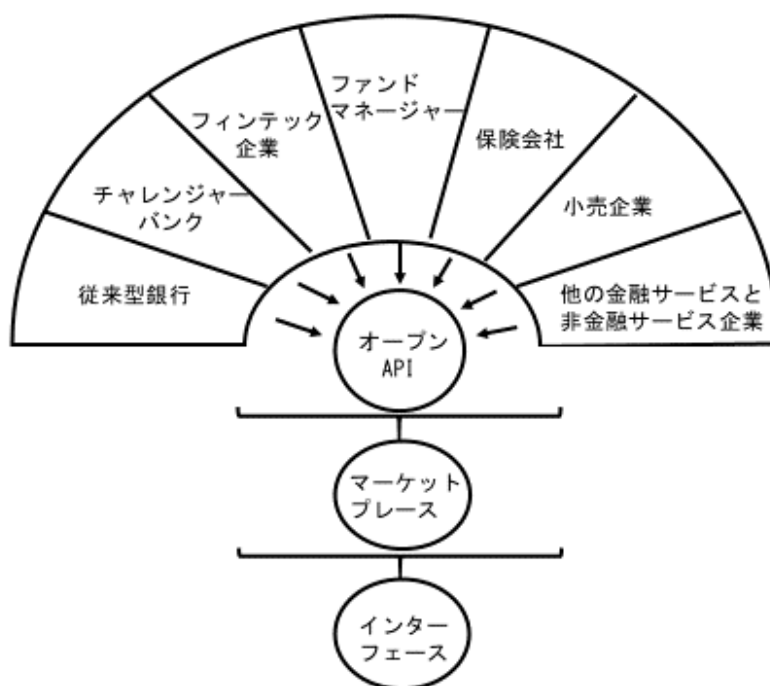 従来型銀行
チャレンジャー
バンク
フィンテック
企業
ファンド
マネージャー
保険会社
小売企業
他の金融サービスと
非金融サービス企業
オープン
API
マーケット
プレース
インター
フェース